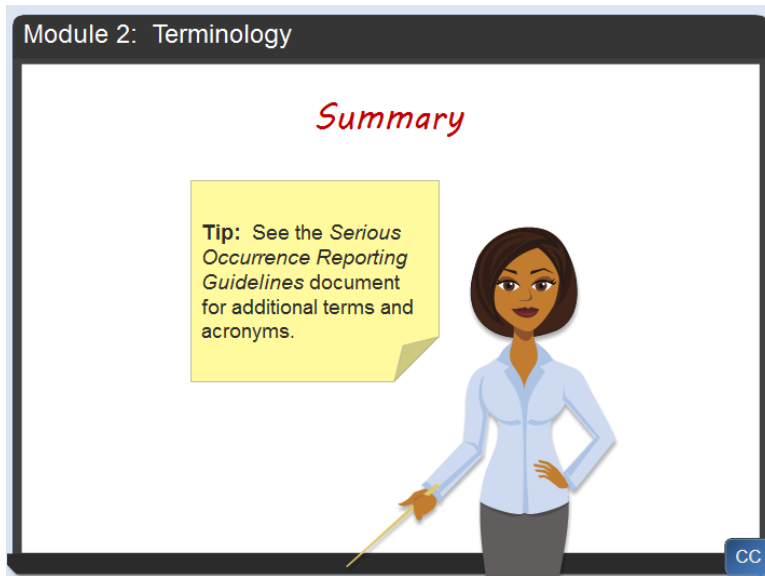 Module 2: Terminology
Summary
Tip: See the Serious
Occurrence Reporting
Guidelines document
for additional terms and
acronyms.
CC